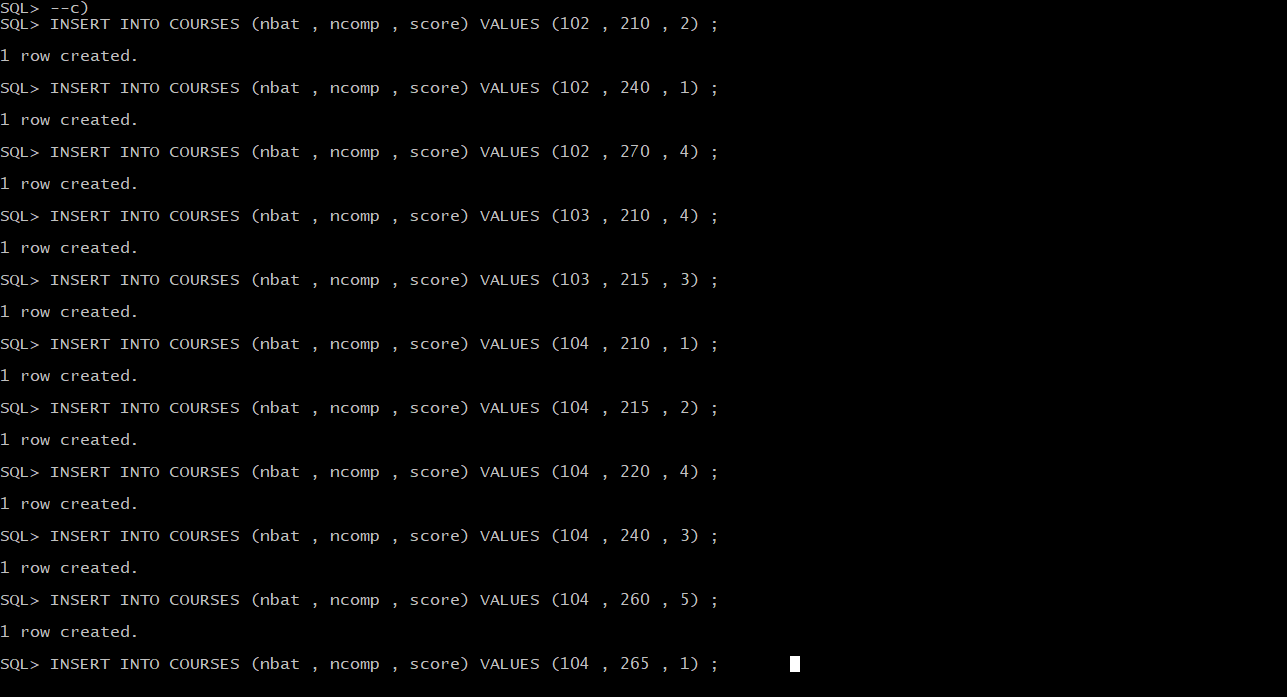 SQL> --c)
SQL> INSERT INTO COURSES (nbat , ncomp , score) VALUES (102 , 210 , 2) ;
1 row created.
SQL> INSERT INTO COURSES (nbat , ncomp , score) VALUES (102 , 240 , 1) ;
1 row created.
SQL> INSERT INTO COURSES (nbat , ncomp , score) VALUES (102 , 270 , 4) ;
1 row created.
SQL> INSERT INTO COURSES (nbat , ncomp , score) VALUES (103 , 210 , 4) ;
1 row created.
SQL> INSERT INTO COURSES (nbat , ncomp , score) VALUES (103 , 215 , 3) ;
1 row created.
SQL> INSERT INTO COURSES (nbat , ncomp , score) VALUES (104 , 210 , 1) ;
1 row created.
SQL> INSERT INTO COURSES (nbat , ncomp , score) VALUES (104 , 215 , 2) ;
1 row created.
SQL> INSERT INTO COURSES (nbat , ncomp , score) VALUES (104 , 220 , 4) ;
1 row created.
SQL> INSERT INTO COURSES (nbat , ncomp , score) VALUES (104 , 240 , 3) ;
1 row created.
SQL> INSERT INTO COURSES (nbat , ncomp , score) VALUES (104 , 260 , 5) ;
1 row created.
SQL> INSERT INTO COURSES (nbat , ncomp , score) VALUES (104 , 265 , 1) ;